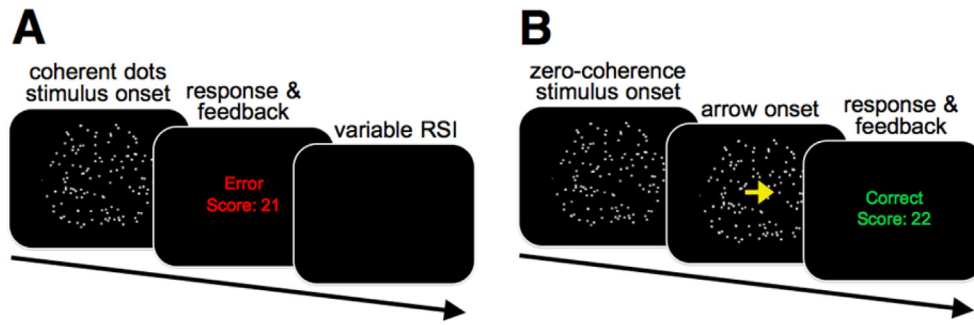 A
coherent dots
stimulus onset
response &
feedback
variable RSI
Error
Score: 21
B
zero-coherence
stimulus onset
arrow onset
response &
feedback
Correct
Score: 22